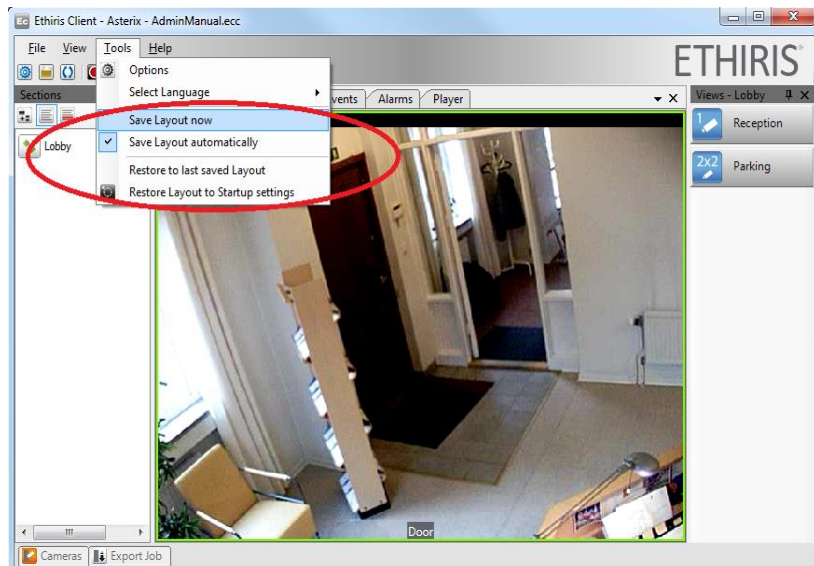 Ec Ethiris Client - Asterix - AdminManual.ecc
File View Tools Help
ETHIRIS
Options
Select Language
Save Layout now
Save Layout automatically
Restore to last saved Layout
Restore Layout to Startup settings
Sections
Lobby
Alarms Player
Views - Lobby
1 Reception
2x2 Parking
Door
Cameras Export Job